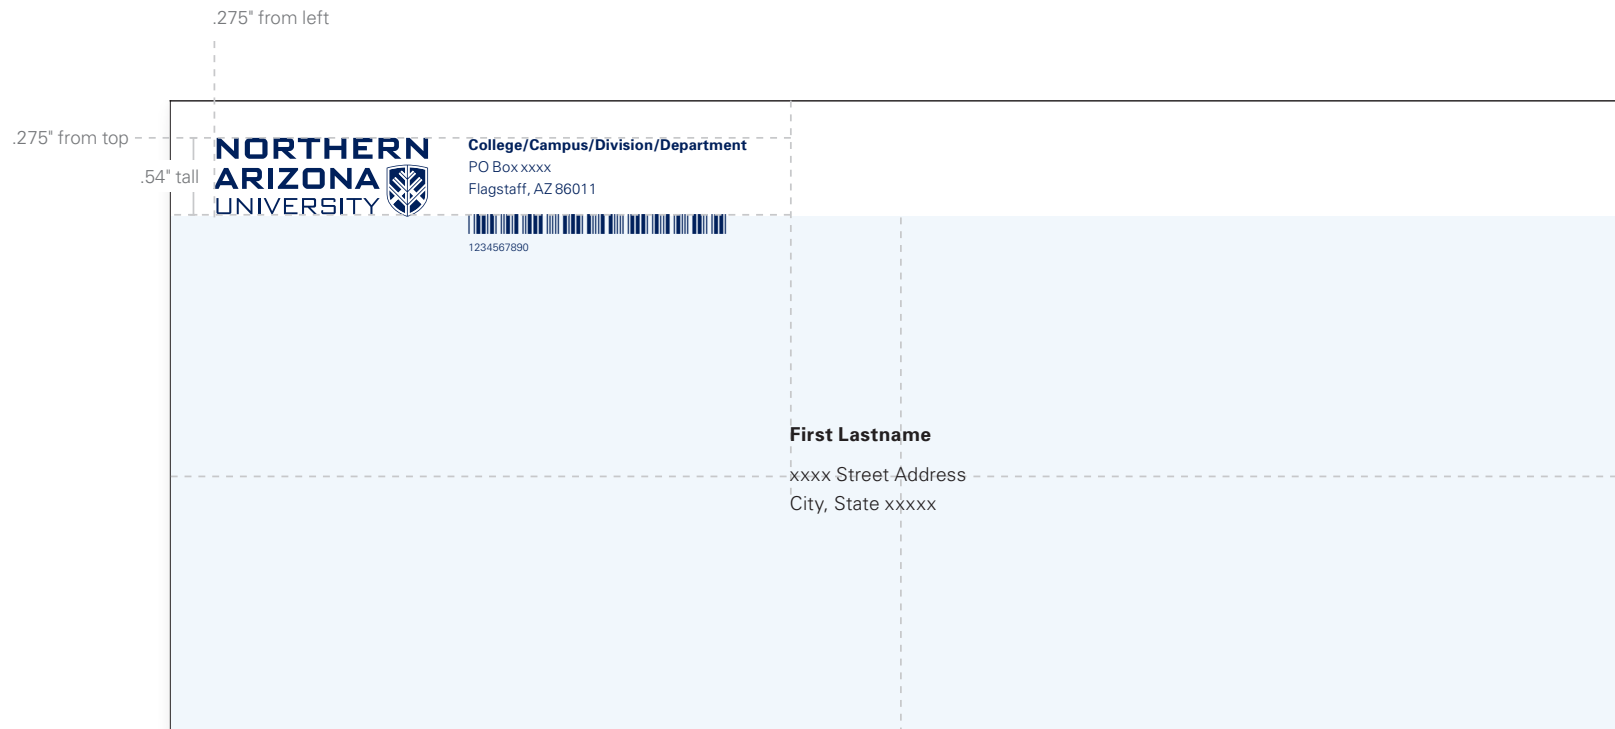 .275" from left
.275" from top
.54" tall
NORTHERN
ARIZONA
UNIVERSITY
College/Campus/Division/Department
PO Box xxxx
Flagstaff, AZ 86011
1234567890
First Lastname
xxxx Street Address
City, State xxxxx